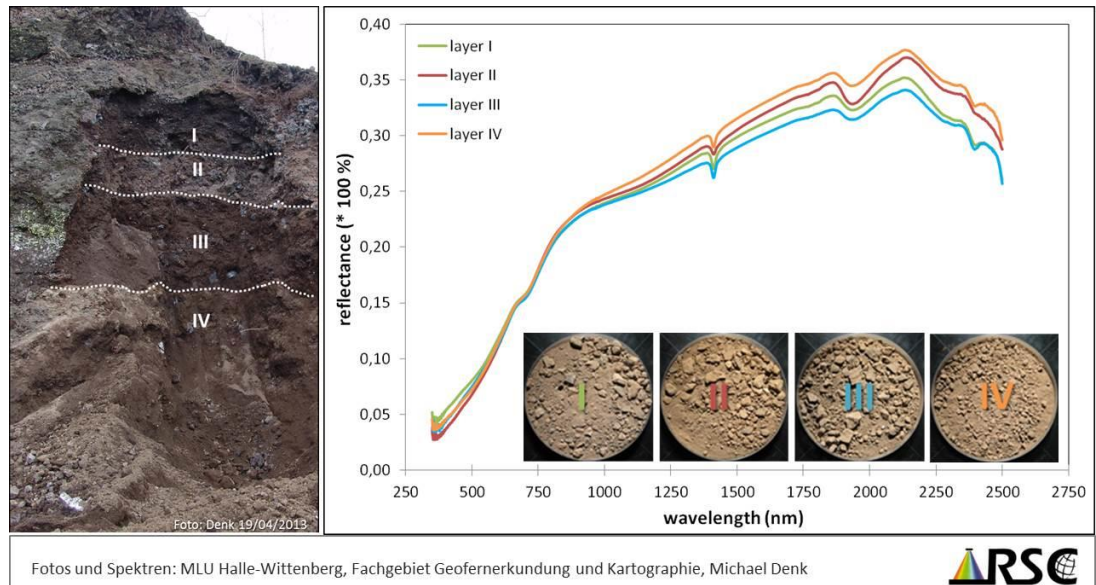 I
II
III
IV
Foto: Denk 19/04/2013
0,40
0,35
0,30
0,25
0,20
0,15
0,10
0,05
0,00
reflectance (* 100 %)
layer I
layer II
layer III
layer IV
I II III IV
250 500 750 1000 1250 1500 1750 2000 2250 2500 2750
wavelength (nm)
Fotos und Spektren: MLU Halle-Wittenberg, Fachgebiet Geofernerkundung und Kartographie, Michael Denk
RSC